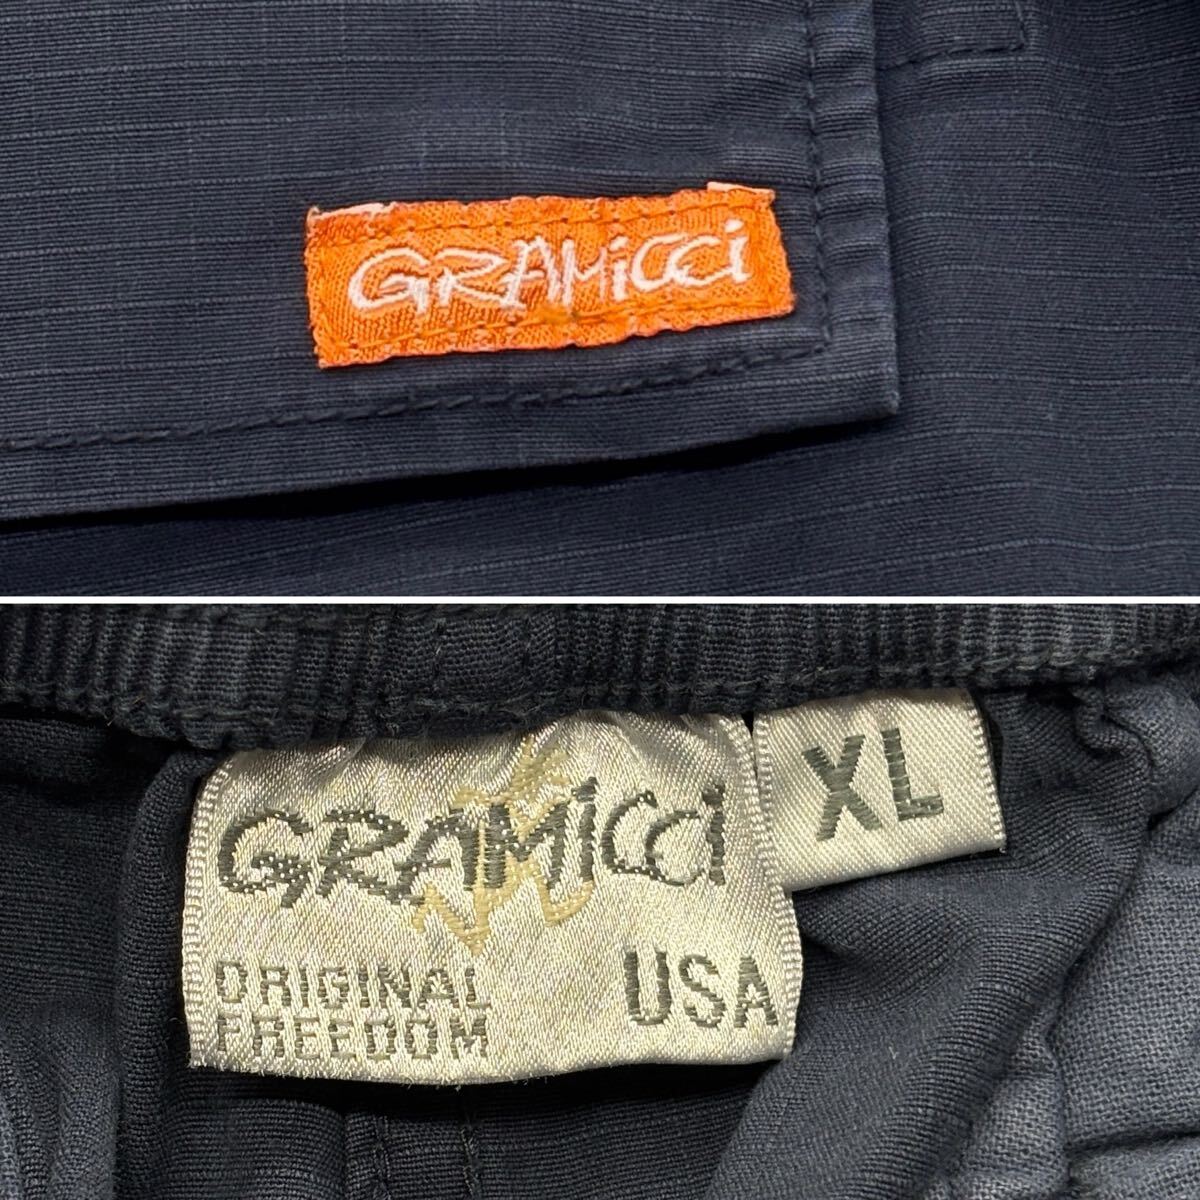 GRAMiCCi
GRAMiCCi
XL
ORIGINAL
FREEDOM
USA